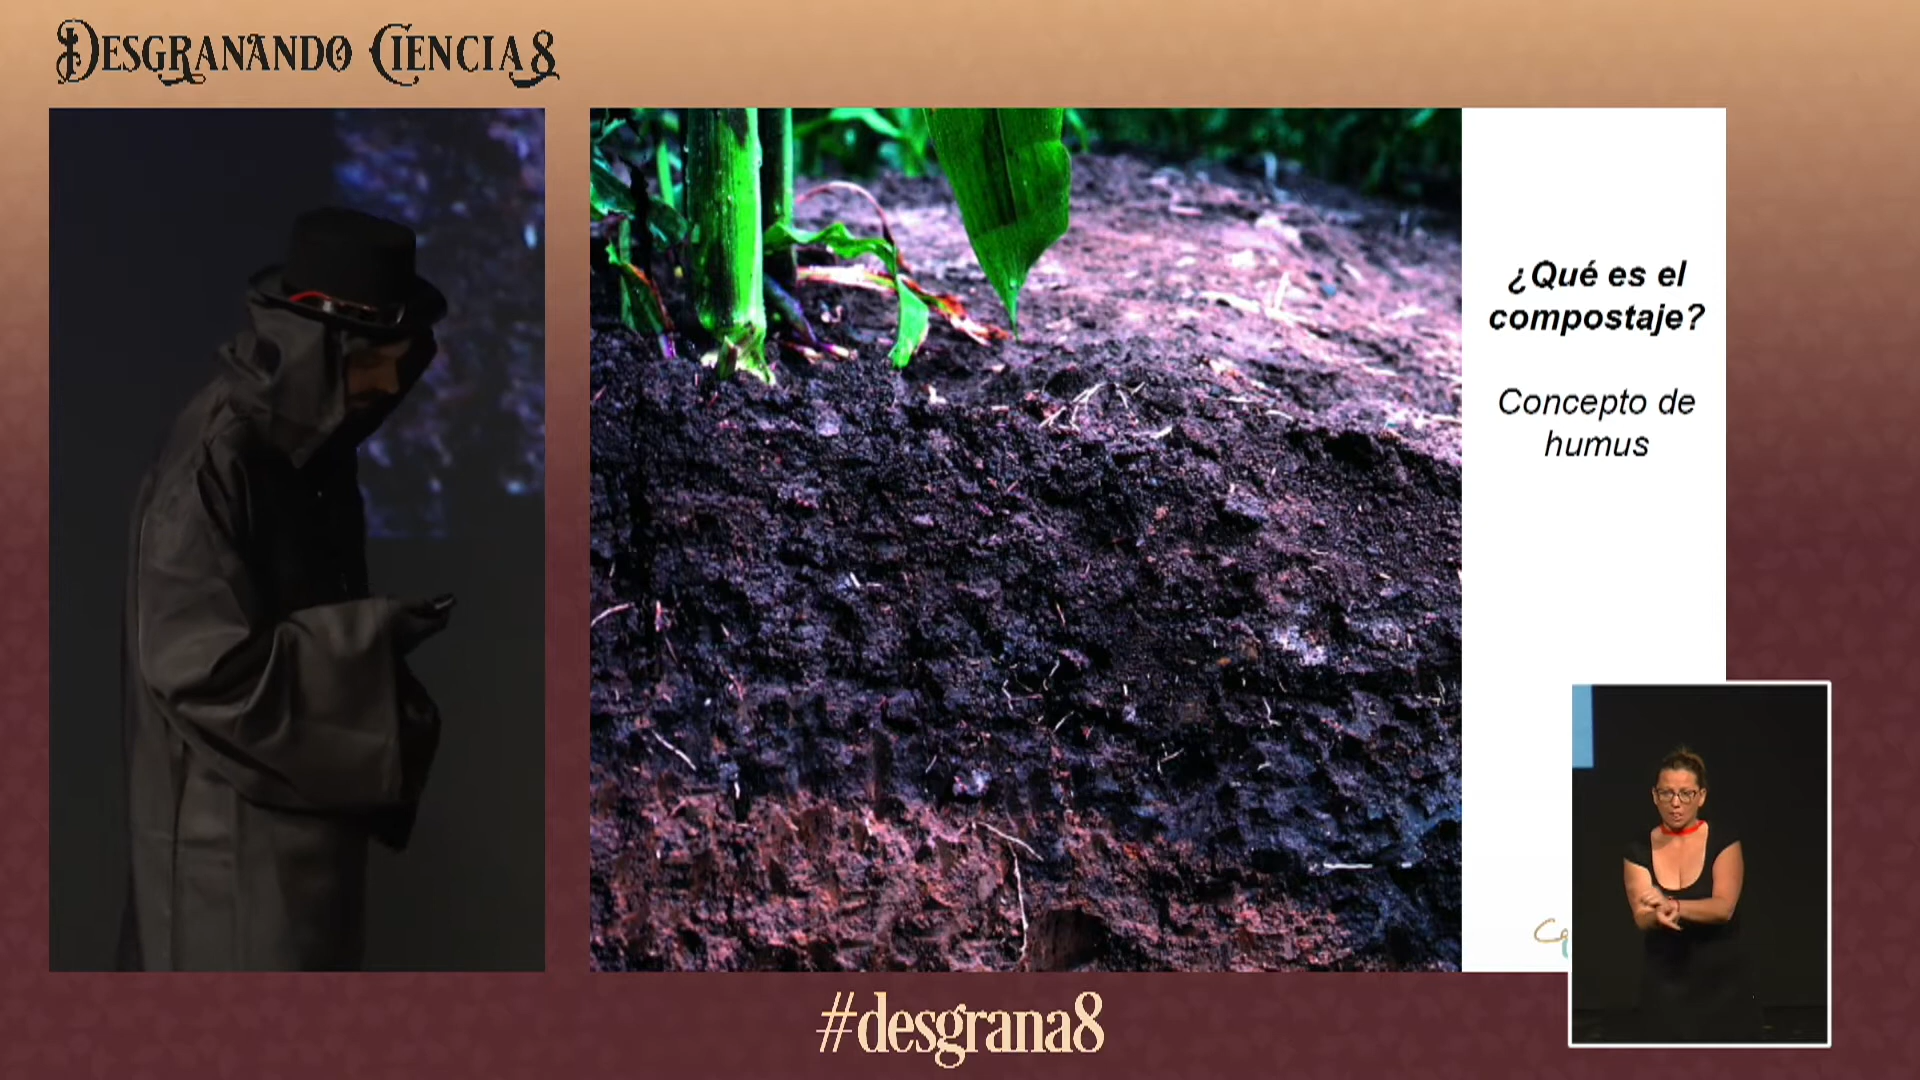 Desgranando Ciencia8
¿Qué es el
compostaje?
Concepto de
humus
#desgrana8